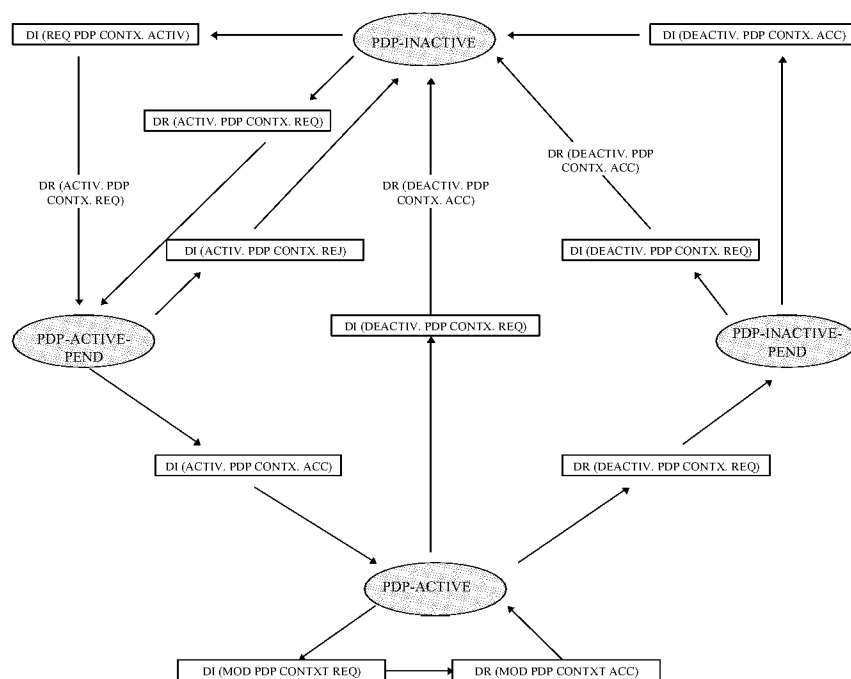 DI (REQ PDP CONTX. ACTIV)
PDP-INACTIVE
DI (DEACTIV. PDP CONTX. ACC)
DR (ACTIV. PDP CONTX. REQ)
DR (ACTIV. PDP
CONTX. REQ)
DR (DEACTIV. PDP
CONTX. ACC)
DR (DEACTIV. PDP
CONTX. ACC)
DI (ACTIV. PDP CONTX. REJ)
DI (DEACTIV. PDP CONTX. REQ)
DI (DEACTIV. PDP CONTX. REQ)
PDP-ACTIVE-
PEND
PDP-INACTIVE-
PEND
DI (ACTIV. PDP CONTX. ACC)
DR (DEACTIV. PDP CONTX. REQ)
PDP-ACTIVE
DI (MOD PDP CONTXT REQ)
DR (MOD PDP CONTXT ACC)